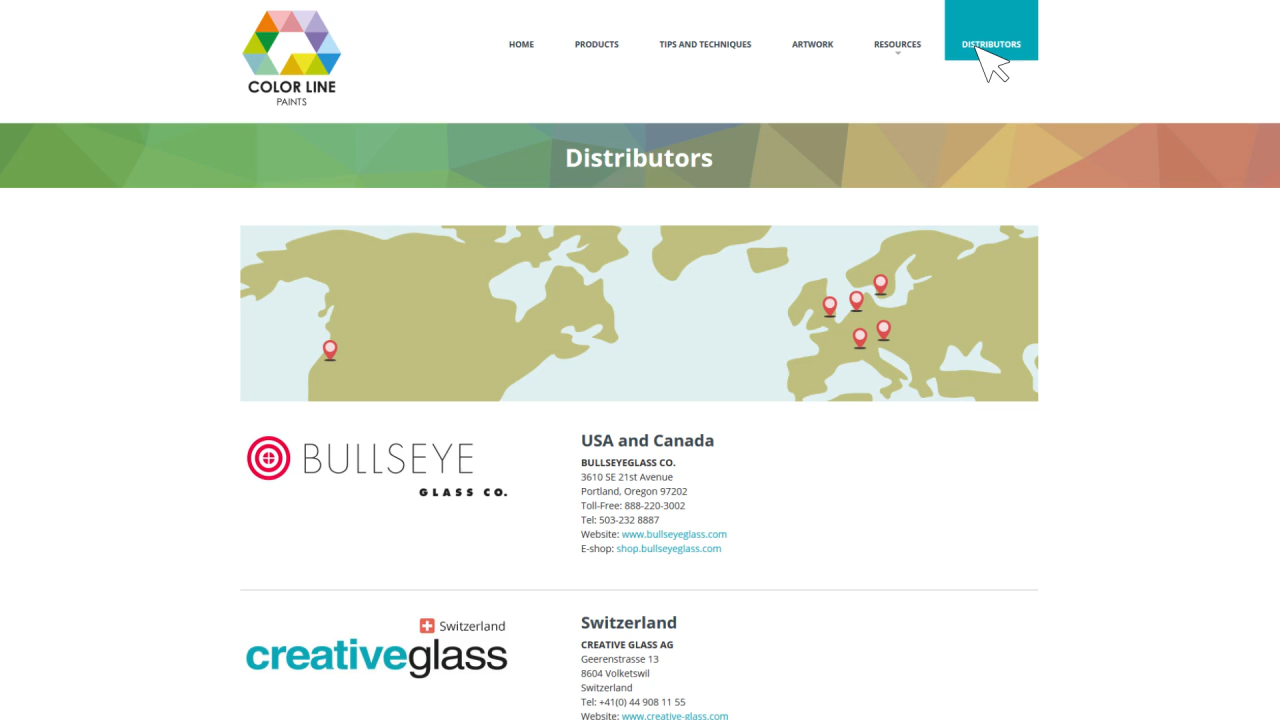 HOME PRODUCTS TIPS AND TECHNIQUES ARTWORK RESOURCES DISTRIBUTORS
COLOR LINE
PAINTS
Distributors
BULLSEYE
GLASS CO.
USA and Canada
BULLSEYEGLASS CO.
3610 SE 21st Avenue
Portland, Oregon 97202
Toll-Free: 888-220-3002
Tel: 503-232 8887
Website: www.bullseyeglass.com
E-shop: shop.bullseyeglass.com
Switzerland
creativeglass
Switzerland
CREATIVE GLASS AG
Geerenstrasse 13
8604 Volketswil
Switzerland
Tel: +41(0) 44 908 11 55
Website: www.creative-glass.com